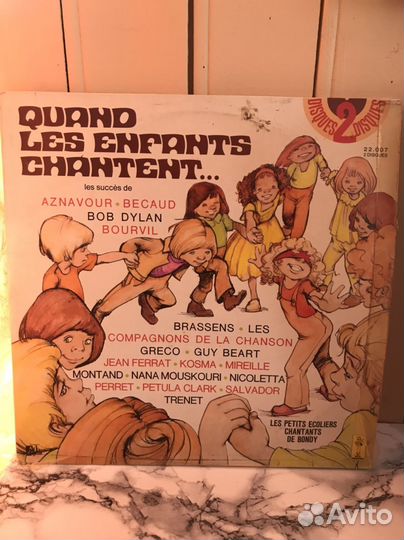 QUAND
LES ENFANTS
CHANTENT...
DISQUES 2 DISQUES
22.007
2 DISQUES
les succès de
AZNAVOUR • BECAUD
BOB DYLAN
BOURVIL
BRASSENS • LES
COMPAGNONS DE LA CHANSON
GRECO • GUY BEART
JEAN FERRAT • KOSMA • MIREILLE
MONTAND • NANA MOUSKOURI • NICOLETTA
PERRET • PETULA CLARK • SALVADOR
TRENET
LES PETITS ECOLIERS
CHANTANTS
DE BONDY
Avito